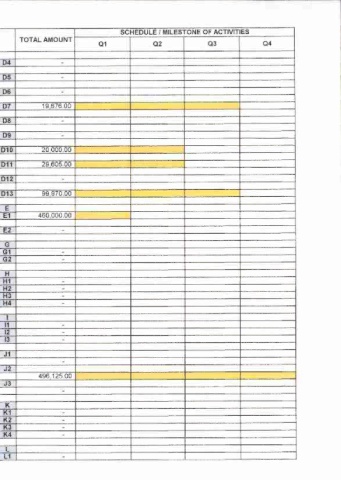 TOTAL AMOUNT
SCHEDULE / MILESTONE OF ACTIVITIES
Q1 Q2 Q3 Q4
D4 -
D5 -
D6 -
D7 19,876.00
D8 -
D9 -
D10 20,000.00
D11 29,605.00
D12 -
D13 99,970.00
E
E1 460,000.00
E2 -
G
G1 -
G2 -
H
H1 -
H2 -
H3 -
H4 -
I
I1 -
I2 -
I3 -
J1
-
J2
496,125.00
J3
-
K
K1 -
K2 -
K3 -
K4 -
L
L1 -